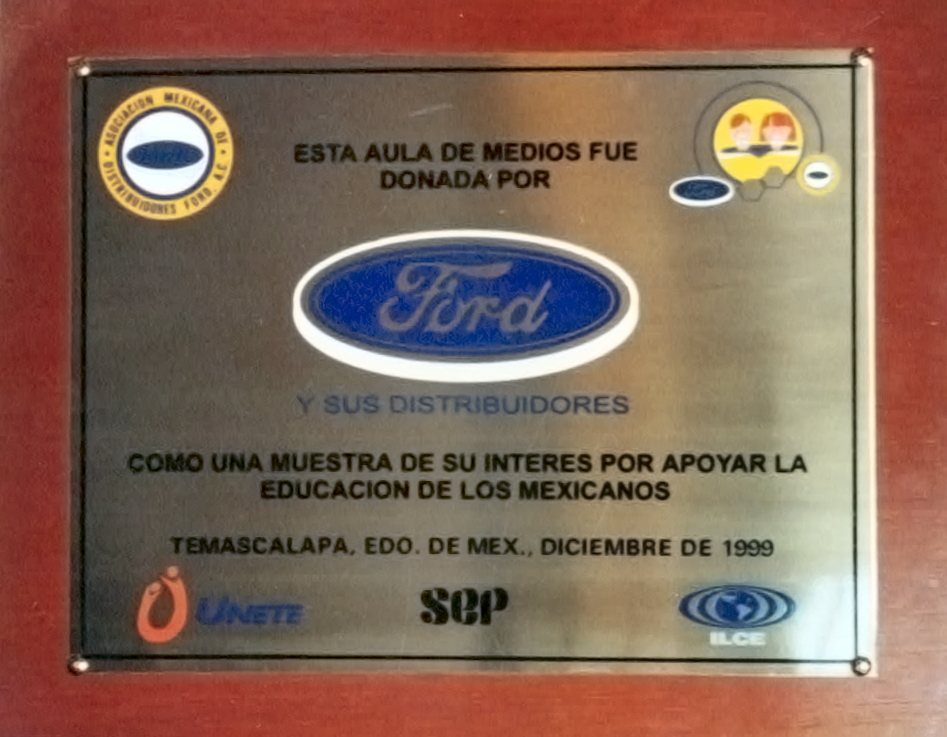 ASOCIACION MEXICANA DE
DISTRIBUIDORES FORD, A.C.
ESTA AULA DE MEDIOS FUE
DONADA POR
Ford
Y SUS DISTRIBUIDORES
COMO UNA MUESTRA DE SU INTERES POR APOYAR LA
EDUCACION DE LOS MEXICANOS
TEMASCALAPA, EDO. DE MEX., DICIEMBRE DE 1999
UNETE
SEP
ILCE